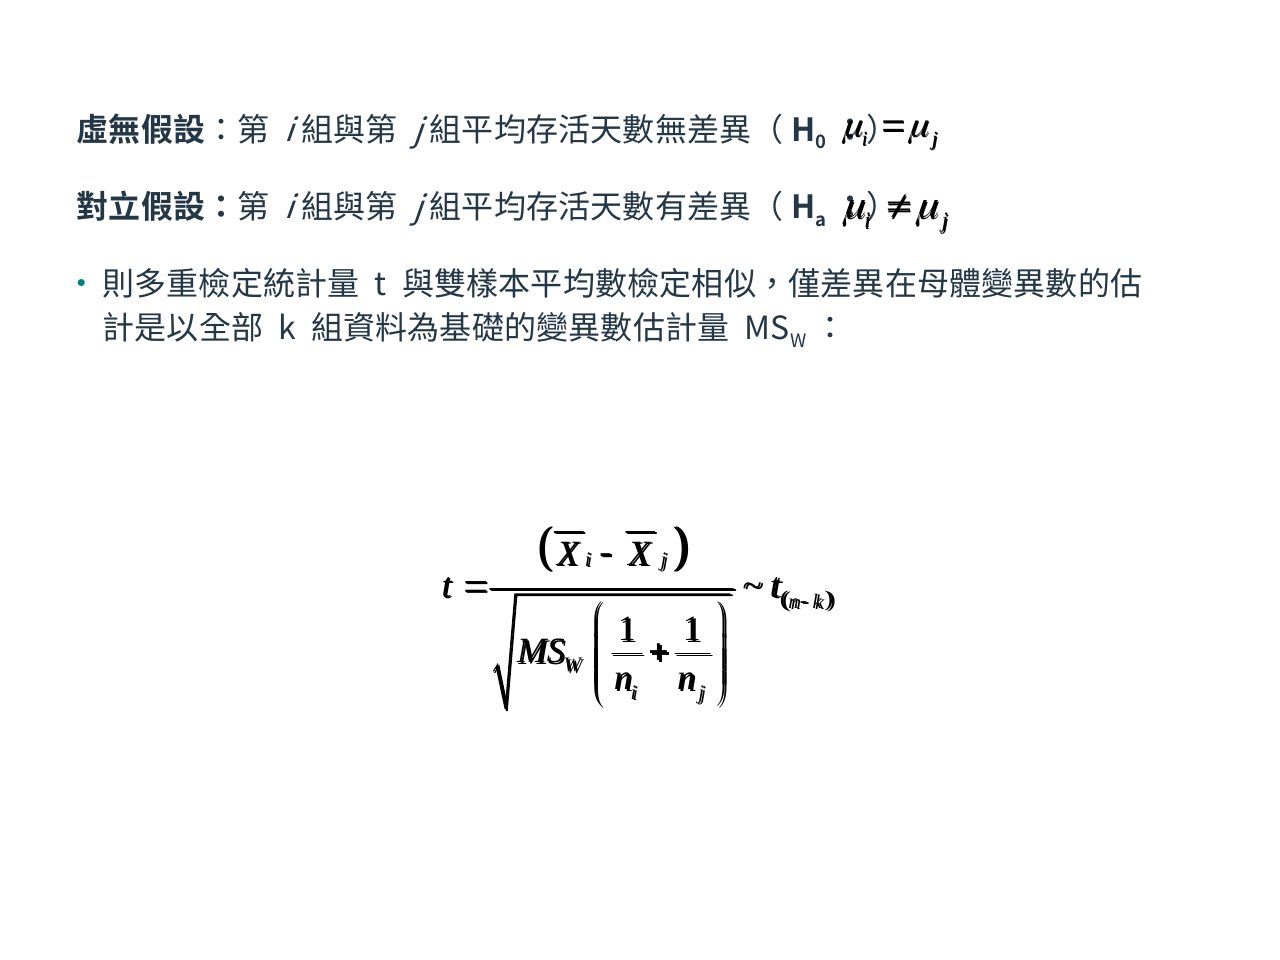 虛無假設：第 i 組與第 j 組平均存活天數無差異（ H₀ μᵢ = μⱼ）
對立假設：第 i 組與第 j 組平均存活天數有差異（ Hₐ μᵢ ≠ μⱼ）
• 則多重檢定統計量 t 與雙樣本平均數檢定相似，僅差異在母體變異數的估
計是以全部 k 組資料為基礎的變異數估計量 MS_W ：
t = (X̄ᵢ - X̄ⱼ) / √(MS_W (1/nᵢ + 1/nⱼ)) ~ t₍ₙ₋ₖ₎